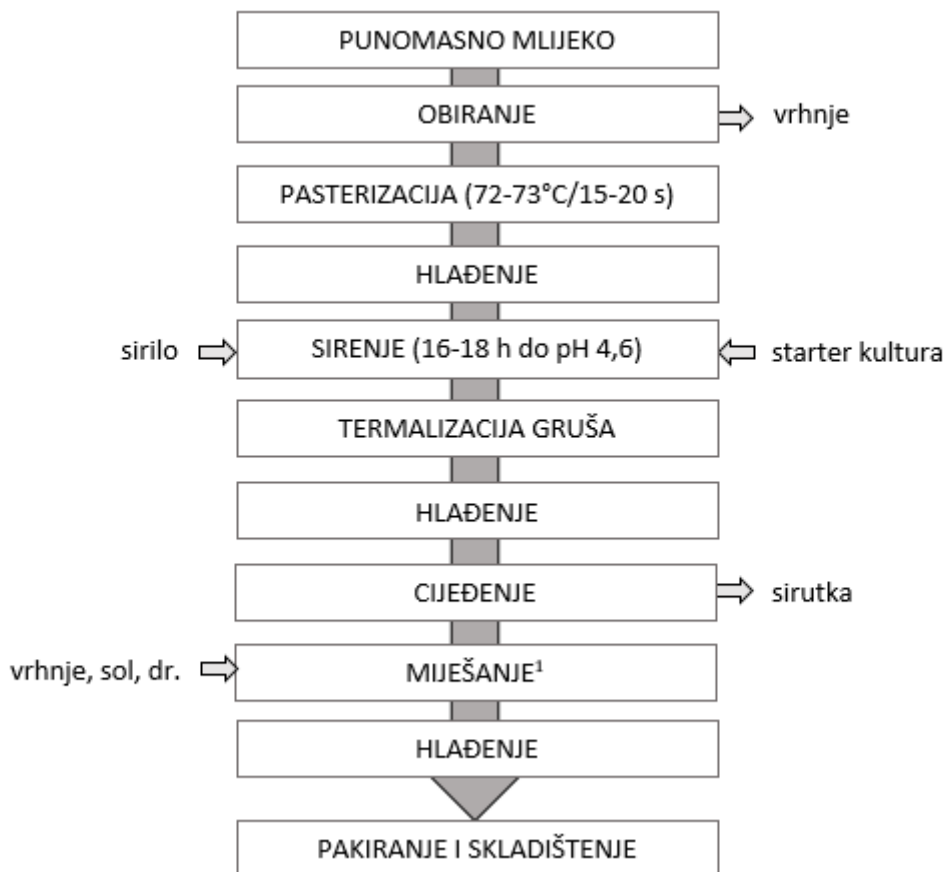 PUNOMASNO MLIJEKO
OBIRANJE
vrhnje
PASTERIZACIJA (72-73°C/15-20 s)
HLAĐENJE
sirilo
SIRENJE (16-18 h do pH 4,6)
starter kultura
TERMALIZACIJA GRUŠA
HLAĐENJE
CIJEĐENJE
sirutka
vrhnje, sol, dr.
MIJEŠANJE¹
HLAĐENJE
PAKIRANJE I SKLADIŠTENJE